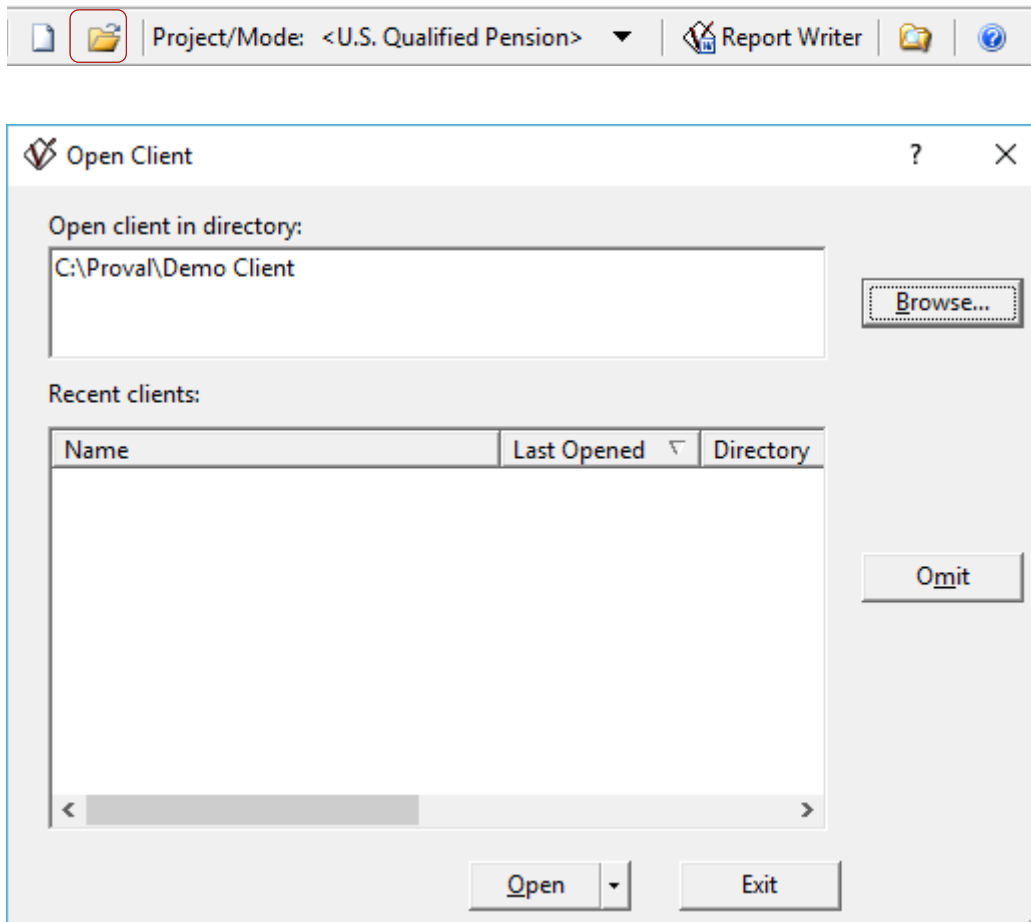 Project/Mode: <U.S. Qualified Pension> Report Writer
Open Client ?
Open client in directory:
C:\Proval\Demo Client
Browse...
Recent clients:
Name Last Opened Directory
Omit
Open Exit